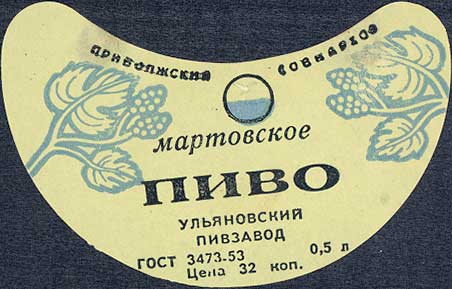 ПРИВОЛЖСКИЙ СОВНАРХОЗ
мартовское
ПИВО
УЛЬЯНОВСКИЙ
ПИВЗАВОД
ГОСТ 3473-53 0,5 л
Цена 32 коп.